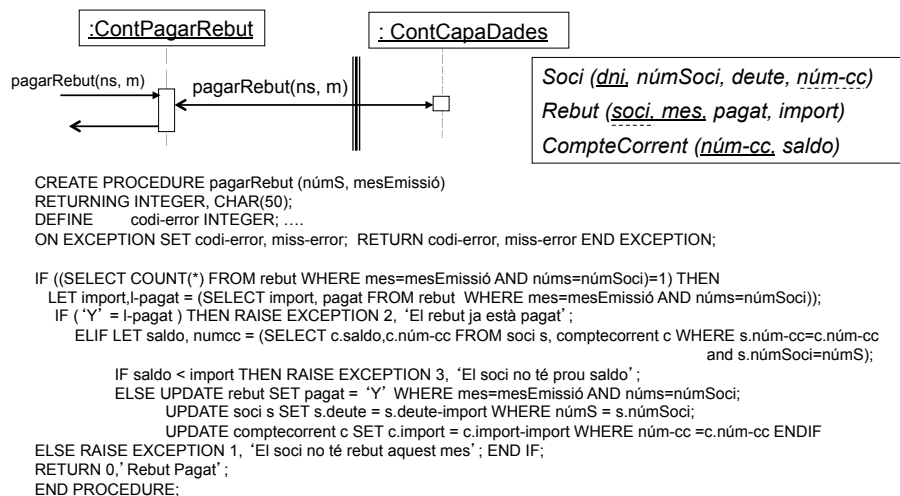 :ContPagarRebut
: ContCapaDades
pagarRebut(ns, m)
pagarRebut(ns, m)
Soci (dni, númSoci, deute, núm-cc)
Rebut (soci, mes, pagat, import)
CompteCorrent (núm-cc, saldo)
CREATE PROCEDURE pagarRebut (númS, mesEmissió)
RETURNING INTEGER, CHAR(50);
DEFINE codi-error INTEGER; ….
ON EXCEPTION SET codi-error, miss-error; RETURN codi-error, miss-error END EXCEPTION;
IF ((SELECT COUNT(*) FROM rebut WHERE mes=mesEmissió AND núms=númSoci)=1) THEN
LET import,l-pagat = (SELECT import, pagat FROM rebut WHERE mes=mesEmissió AND núms=númSoci));
IF ( ‘Y’ = l-pagat ) THEN RAISE EXCEPTION 2, ‘El rebut ja està pagat’;
ELIF LET saldo, numcc = (SELECT c.saldo,c.núm-cc FROM soci s, comptecorrent c WHERE s.núm-cc=c.núm-cc
and s.númSoci=númS);
IF saldo < import THEN RAISE EXCEPTION 3, ‘El soci no té prou saldo’;
ELSE UPDATE rebut SET pagat = ‘Y’ WHERE mes=mesEmissió AND núms=númSoci;
UPDATE soci s SET s.deute = s.deute-import WHERE númS = s.númSoci;
UPDATE comptecorrent c SET c.import = c.import-import WHERE núm-cc =c.núm-cc ENDIF
ELSE RAISE EXCEPTION 1, ‘El soci no té rebut aquest mes’; END IF;
RETURN 0,’Rebut Pagat’;
END PROCEDURE;